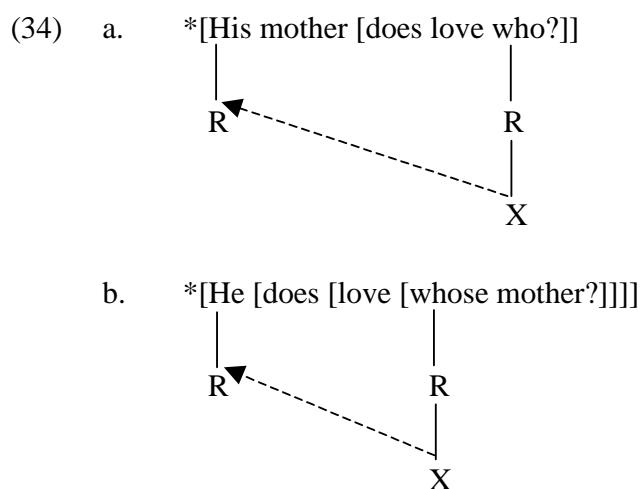 (34) a. *[His mother [does love who?]]
R R
X
b. *[He [does [love [whose mother?]]]]
R R
X